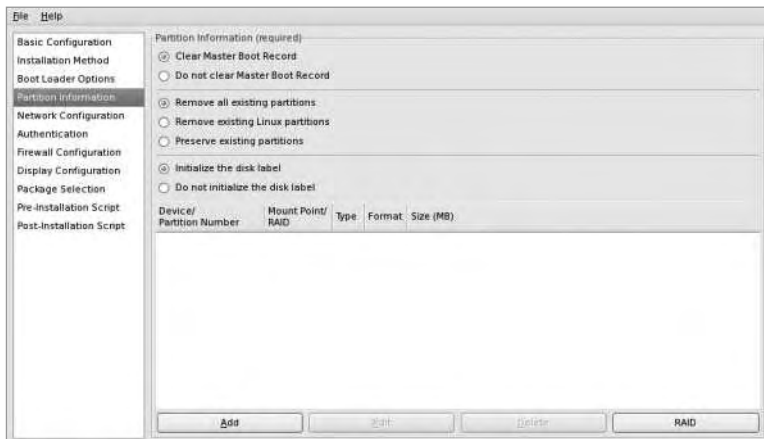 File Help
Basic Configuration
Installation Method
Boot Loader Options
Partition Information
Network Configuration
Authentication
Firewall Configuration
Display Configuration
Package Selection
Pre-Installation Script
Post-Installation Script
Partition Information (required)
Clear Master Boot Record
Do not clear Master Boot Record
Remove all existing partitions
Remove existing Linux partitions
Preserve existing partitions
Initialize the disk label
Do not initialize the disk label
Device/
Partition Number
Mount Point/
RAID
Type
Format
Size (MB)
Add
Edit
Delete
RAID